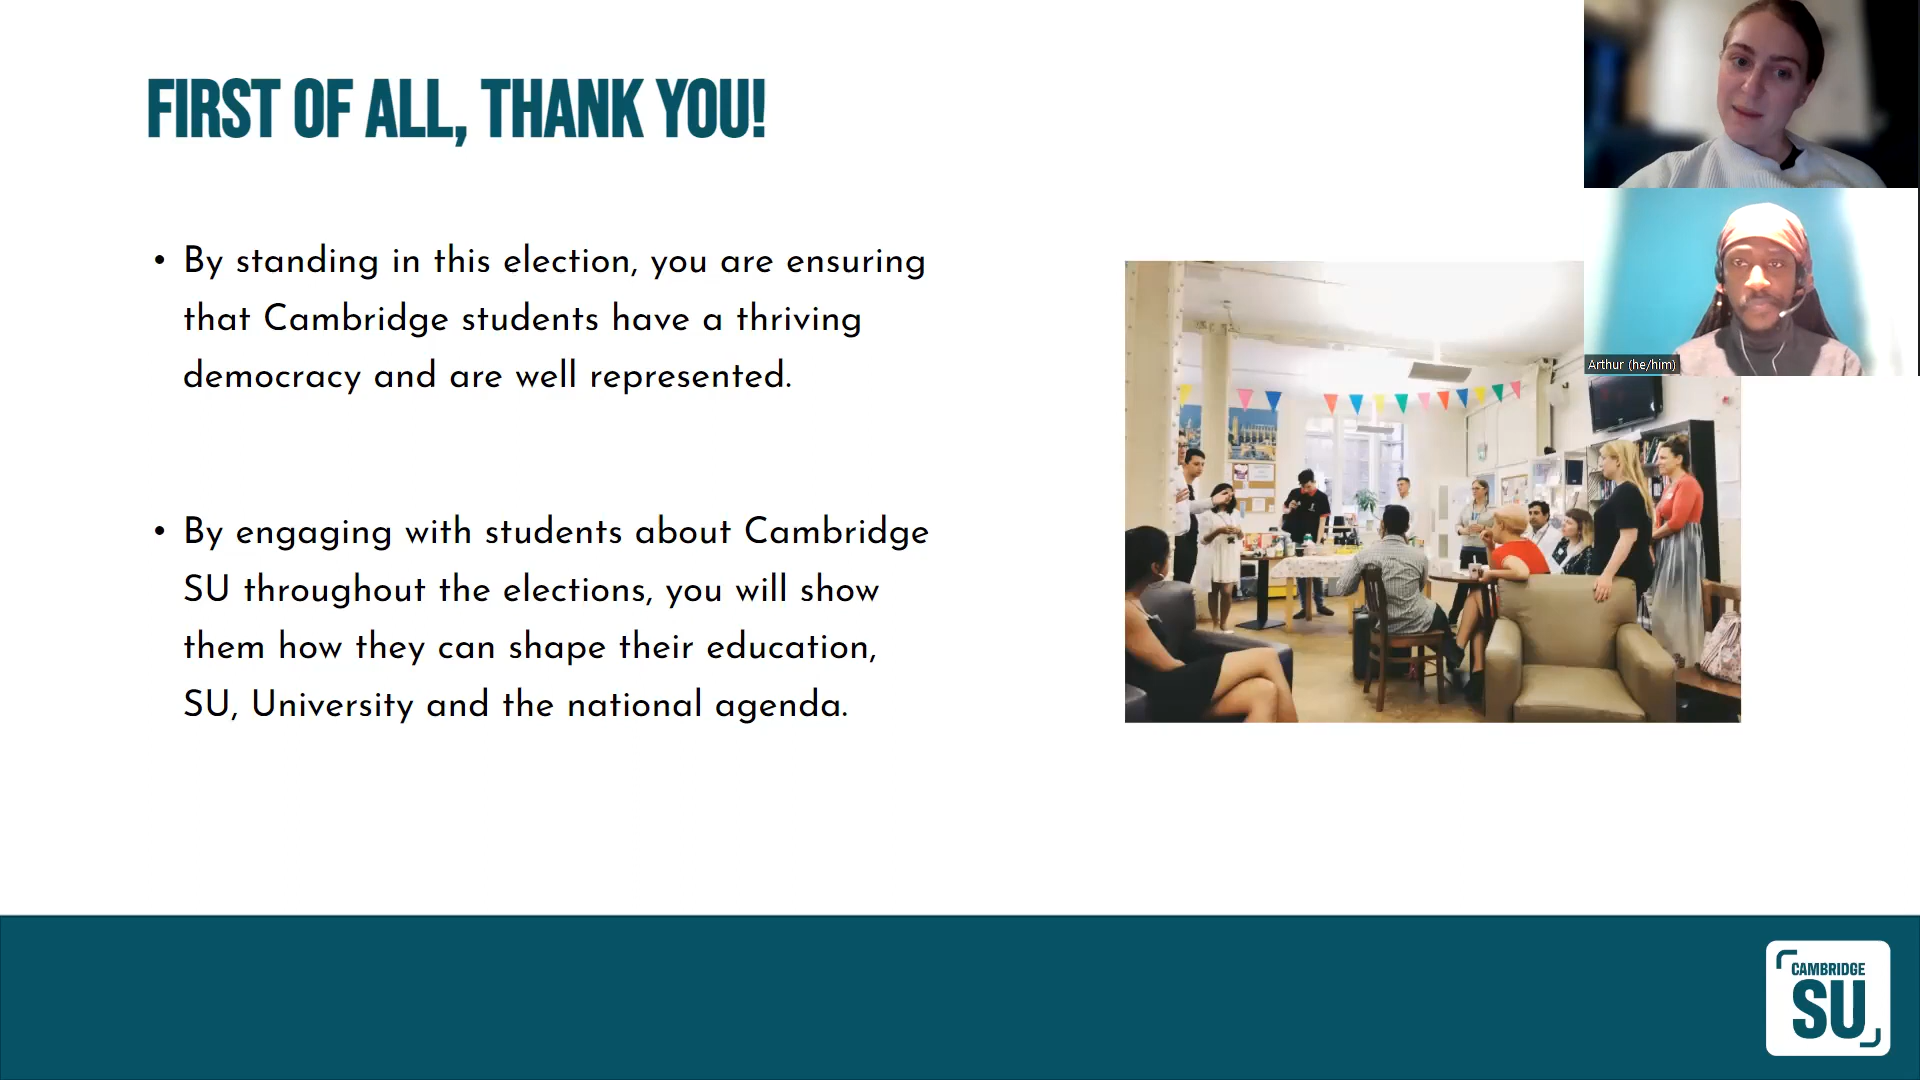 FIRST OF ALL, THANK YOU!
• By standing in this election, you are ensuring
that Cambridge students have a thriving
democracy and are well represented.
• By engaging with students about Cambridge
SU throughout the elections, you will show
them how they can shape their education,
SU, University and the national agenda.
Arthur (he/him)
CAMBRIDGE
SU